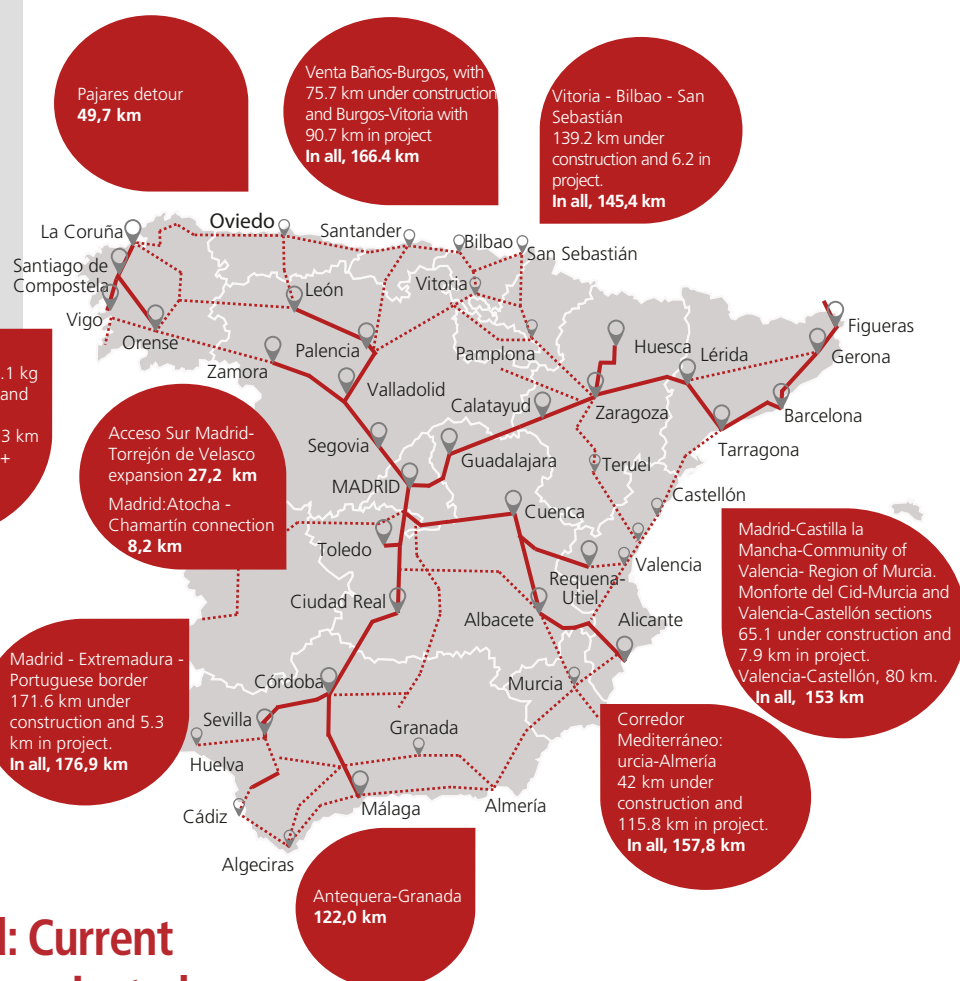 Pajares detour
49,7 km
Venta Baños-Burgos, with
75.7 km under construction
and Burgos-Vitoria with
90.7 km in project
In all, 166.4 km
Vitoria - Bilbao - San
Sebastián
139.2 km under
construction and 6.2 in
project.
In all, 145,4 km
La Coruña
Oviedo
Santander
Bilbao
San Sebastián
Santiago de
Compostela
León
Vitoria
Vigo
Orense
Palencia
Pamplona
Huesca
Lérida
Figueras
Gerona
Zamora
Valladolid
Calatayud
Zaragoza
Barcelona
.1 kg
and
3 km
+
Acceso Sur Madrid-
Torrejón de Velasco
expansion 27,2 km
Madrid:Atocha -
Chamartín connection
8,2 km
Segovia
Guadalajara
Teruel
Tarragona
MADRID
Cuenca
Castellón
Toledo
Requena-
Utiel
Valencia
Ciudad Real
Albacete
Alicante
Madrid-Castilla la
Mancha-Community of
Valencia- Region of Murcia.
Monforte del Cid-Murcia and
Valencia-Castellón sections
65.1 under construction and
7.9 km in project.
Valencia-Castellón, 80 km.
In all, 153 km
Madrid - Extremadura -
Portuguese border
171.6 km under
construction and 5.3
km in project.
In all, 176,9 km
Córdoba
Murcia
Sevilla
Granada
Huelva
Cádiz
Málaga
Almería
Algeciras
Corredor
Mediterráneo:
urcia-Almería
42 km under
construction and
115.8 km in project.
In all, 157,8 km
Antequera-Granada
122,0 km
: Current